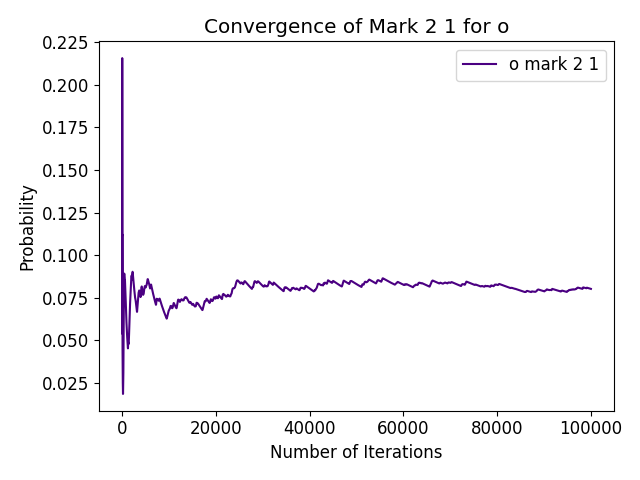 Convergence of Mark 2 1 for o
o mark 2 1
Probability
0.225
0.200
0.175
0.150
0.125
0.100
0.075
0.050
0.025
0 20000 40000 60000 80000 100000
Number of Iterations